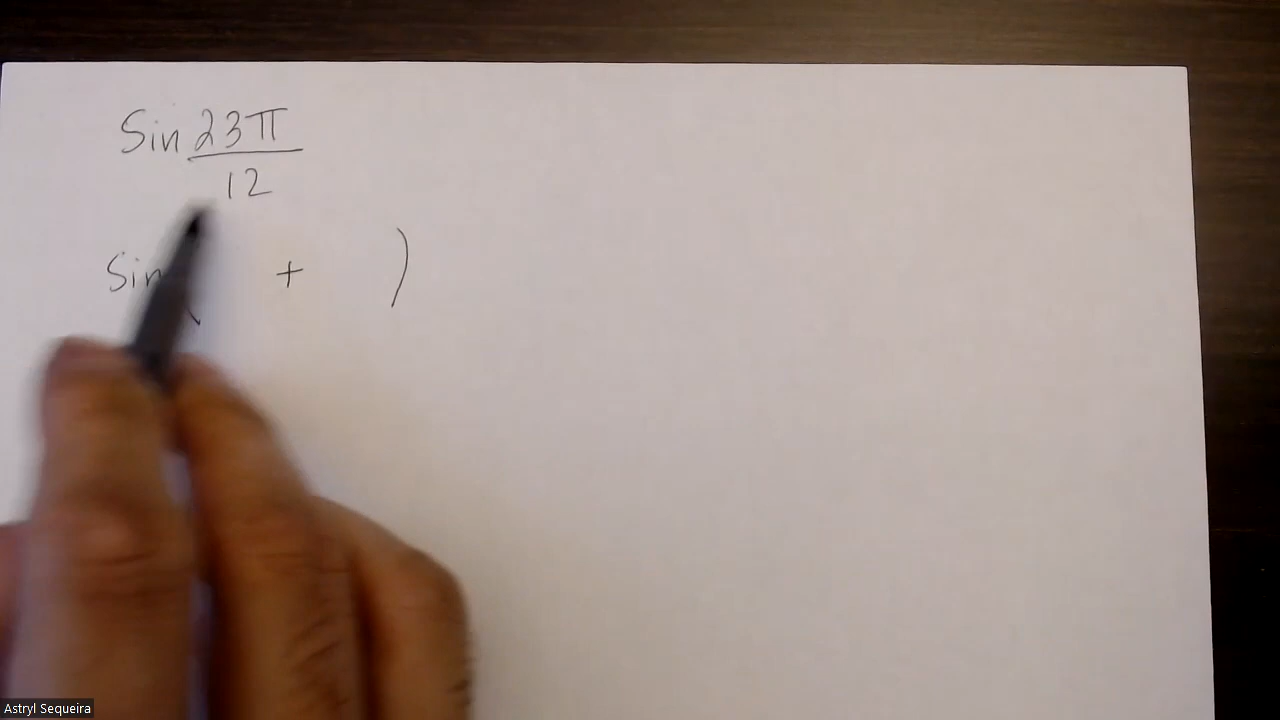 Sin 23π
12
Sin( + )
Astryl Sequeira